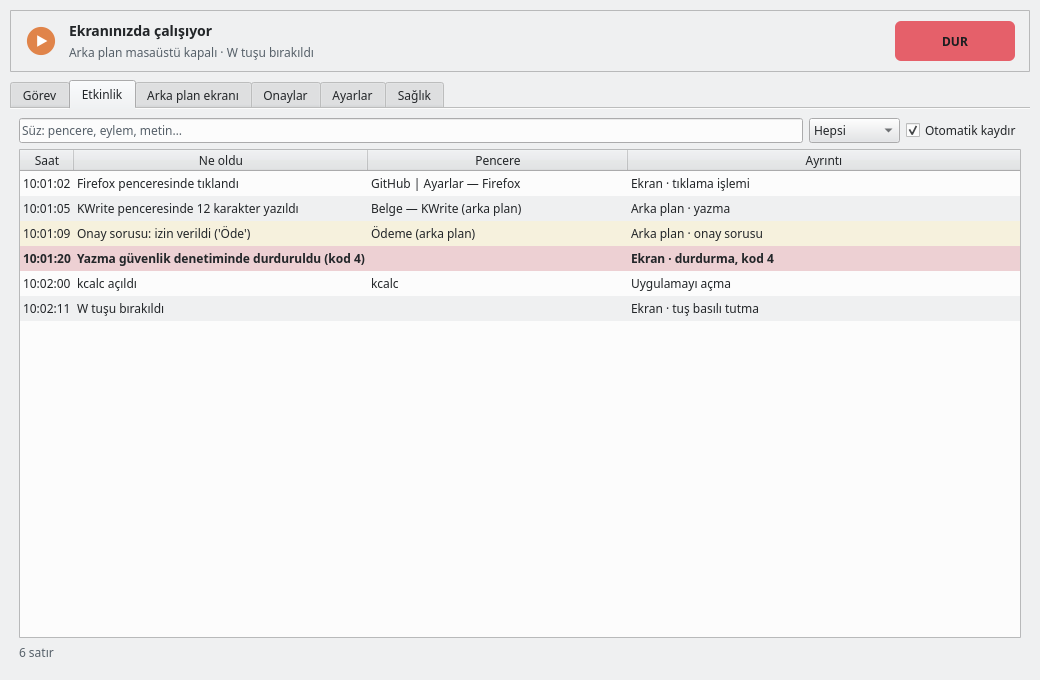 Ekranınızda çalışıyor
Arka plan masaüstü kapalı · W tuşu bırakıldı
DUR
Görev Etkinlik Arka plan ekranı Onaylar Ayarlar Sağlık
Süz: pencere, eylem, metin... Hepsi Otomatik kaydır
Saat Ne oldu Pencere Ayrıntı
10:01:02 Firefox penceresinde tıklandı GitHub | Ayarlar — Firefox Ekran · tıklama işlemi
10:01:05 KWrite penceresinde 12 karakter yazıldı Belge — KWrite (arka plan) Arka plan · yazma
10:01:09 Onay sorusu: izin verildi ('Öde') Ödeme (arka plan) Arka plan · onay sorusu
10:01:20 Yazma güvenlik denetiminde durduruldu (kod 4) Ekran · durdurma, kod 4
10:02:00 kcalc açıldı kcalc Uygulamayı açma
10:02:11 W tuşu bırakıldı Ekran · tuş basılı tutma
6 satır